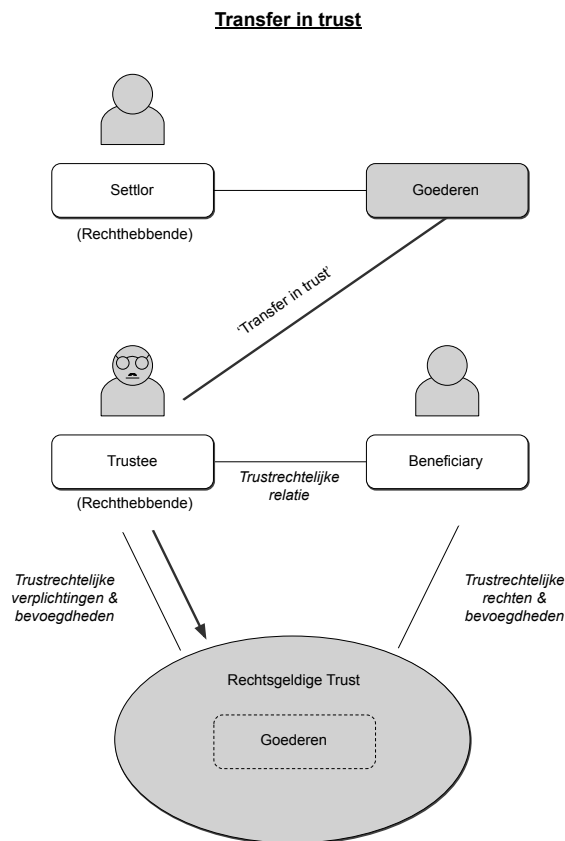 Transfer in trust
Settlor
Goederen
(Rechthebbende)
'Transfer in trust'
Trustee
Beneficiary
Trustrechtelijke
relatie
(Rechthebbende)
Trustrechtelijke
verplichtingen &
bevoegdheden
Trustrechtelijke
rechten &
bevoegdheden
Rechtsgeldige Trust
Goederen